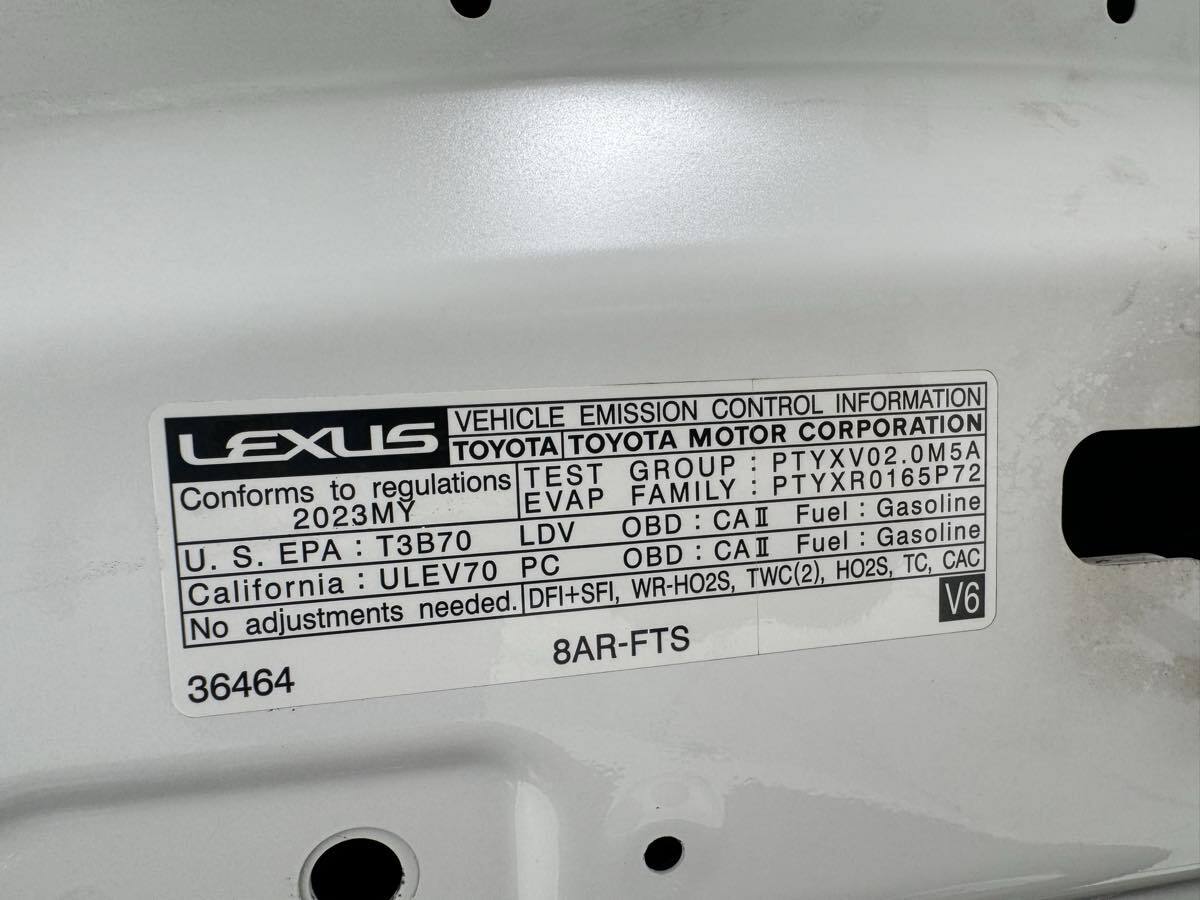 LEXUS
VEHICLE EMISSION CONTROL INFORMATION
TOYOTA TOYOTA MOTOR CORPORATION
Conforms to regulations
2023MY
TEST GROUP : PTYXV02.0M5A
EVAP FAMILY : PTYXR0165P72
U. S. EPA : T3B70 LDV OBD : CAⅡ Fuel : Gasoline
California : ULEV70 PC OBD : CAⅡ Fuel : Gasoline
No adjustments needed. DFI+SFI, WR-HO2S, TWC(2), HO2S, TC, CAC
V6
8AR-FTS
36464